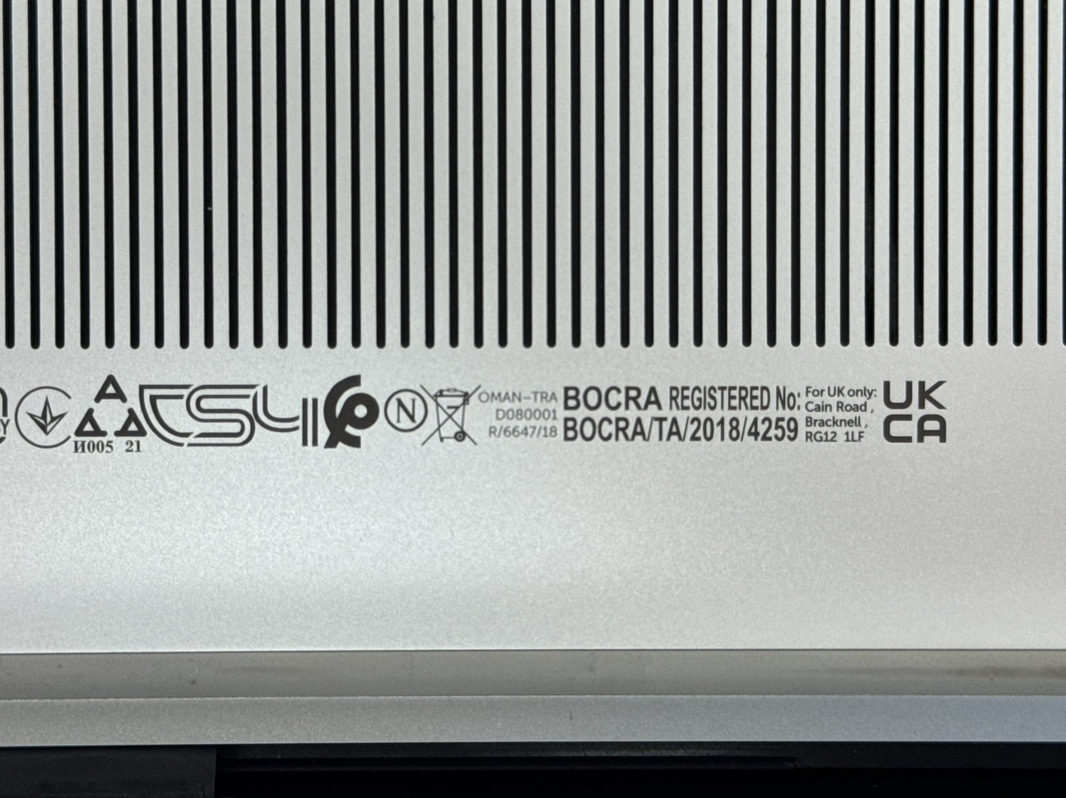 И005 21
N
OMAN-TRA
D080001
R/6647/18
BOCRA REGISTERED No:
BOCRA/TA/2018/4259
For UK only:
Cain Road ,
Bracknell ,
RG12 1LF
UK
CA